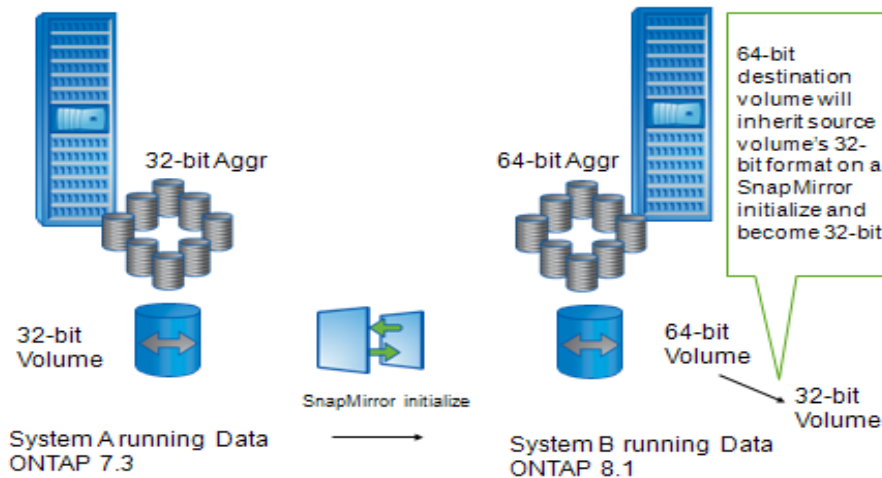 32-bit Aggr
32-bit
Volume
System A running Data
ONTAP 7.3
SnapMirror initialize
64-bit Aggr
64-bit
Volume
32-bit
Volume
System B running Data
ONTAP 8.1
64-bit
destination
volume will
inherit source
volume's 32-
bit format on a
SnapMirror
initialize and
become 32-bit